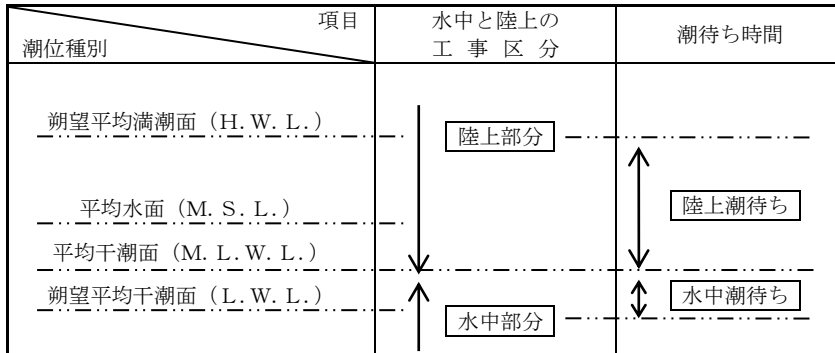 項目
潮位種別
水中と陸上の
工 事 区 分
潮待ち時間
朔望平均満潮面(H.W.L.)
陸上部分
平均水面(M.S.L.)
陸上潮待ち
平均干潮面(M.L.W.L.)
朔望平均干潮面(L.W.L.)
水中潮待ち
水中部分